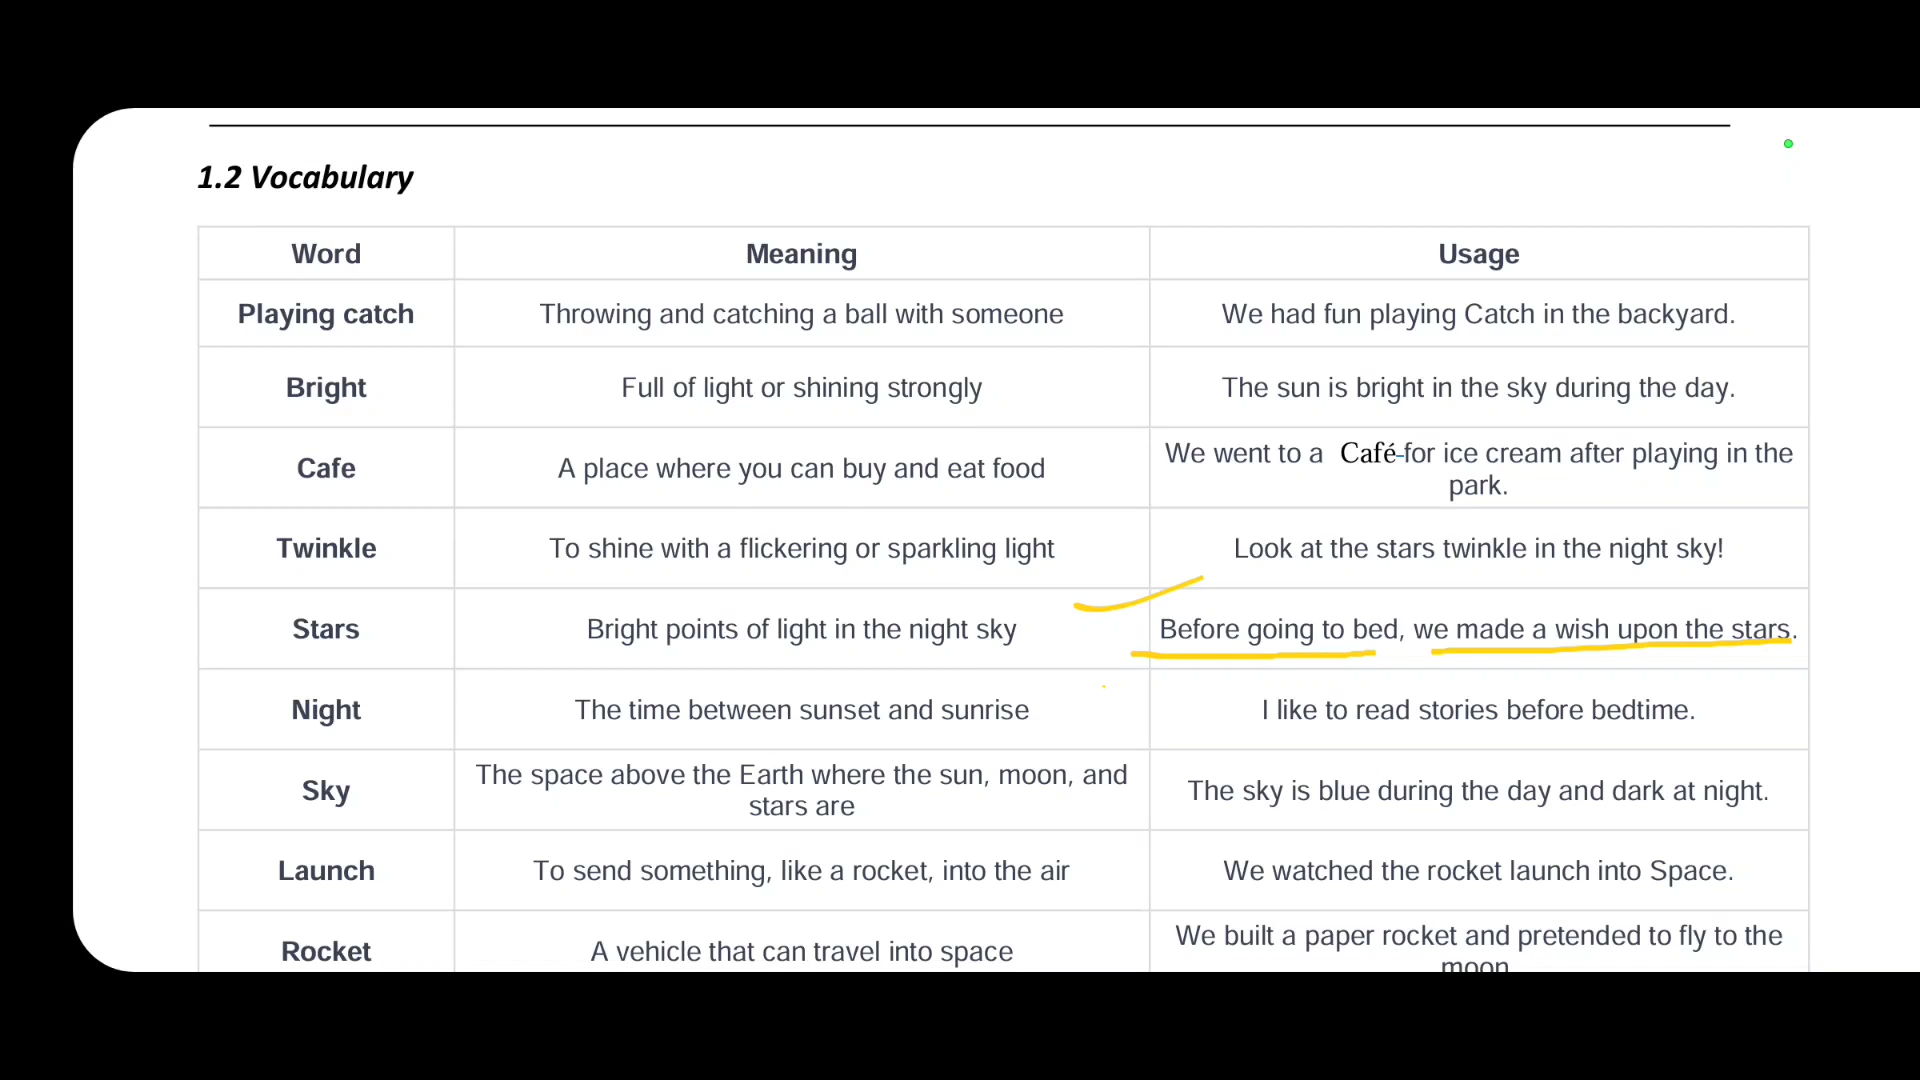 1.2 Vocabulary
Word Meaning Usage
Playing catch Throwing and catching a ball with someone We had fun playing Catch in the backyard.
Bright Full of light or shining strongly The sun is bright in the sky during the day.
Cafe A place where you can buy and eat food We went to a Café for ice cream after playing in the
park.
Twinkle To shine with a flickering or sparkling light Look at the stars twinkle in the night sky!
Stars Bright points of light in the night sky Before going to bed, we made a wish upon the stars.
Night The time between sunset and sunrise I like to read stories before bedtime.
Sky The space above the Earth where the sun, moon, and
stars are The sky is blue during the day and dark at night.
Launch To send something, like a rocket, into the air We watched the rocket launch into Space.
Rocket A vehicle that can travel into space We built a paper rocket and pretended to fly to the
moon